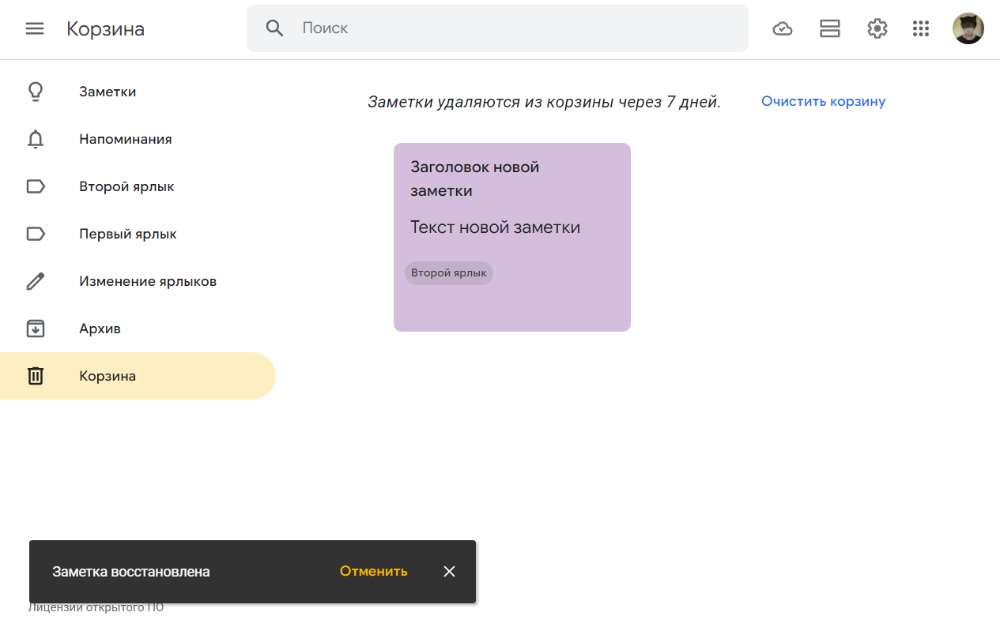 Корзина
Поиск
Заметки
Напоминания
Второй ярлык
Первый ярлык
Изменение ярлыков
Архив
Корзина
Заметки удаляются из корзины через 7 дней.
Очистить корзину
Заголовок новой
заметки
Текст новой заметки
Второй ярлык
Заметка восстановлена
Отменить
Лицензии открытого ПО